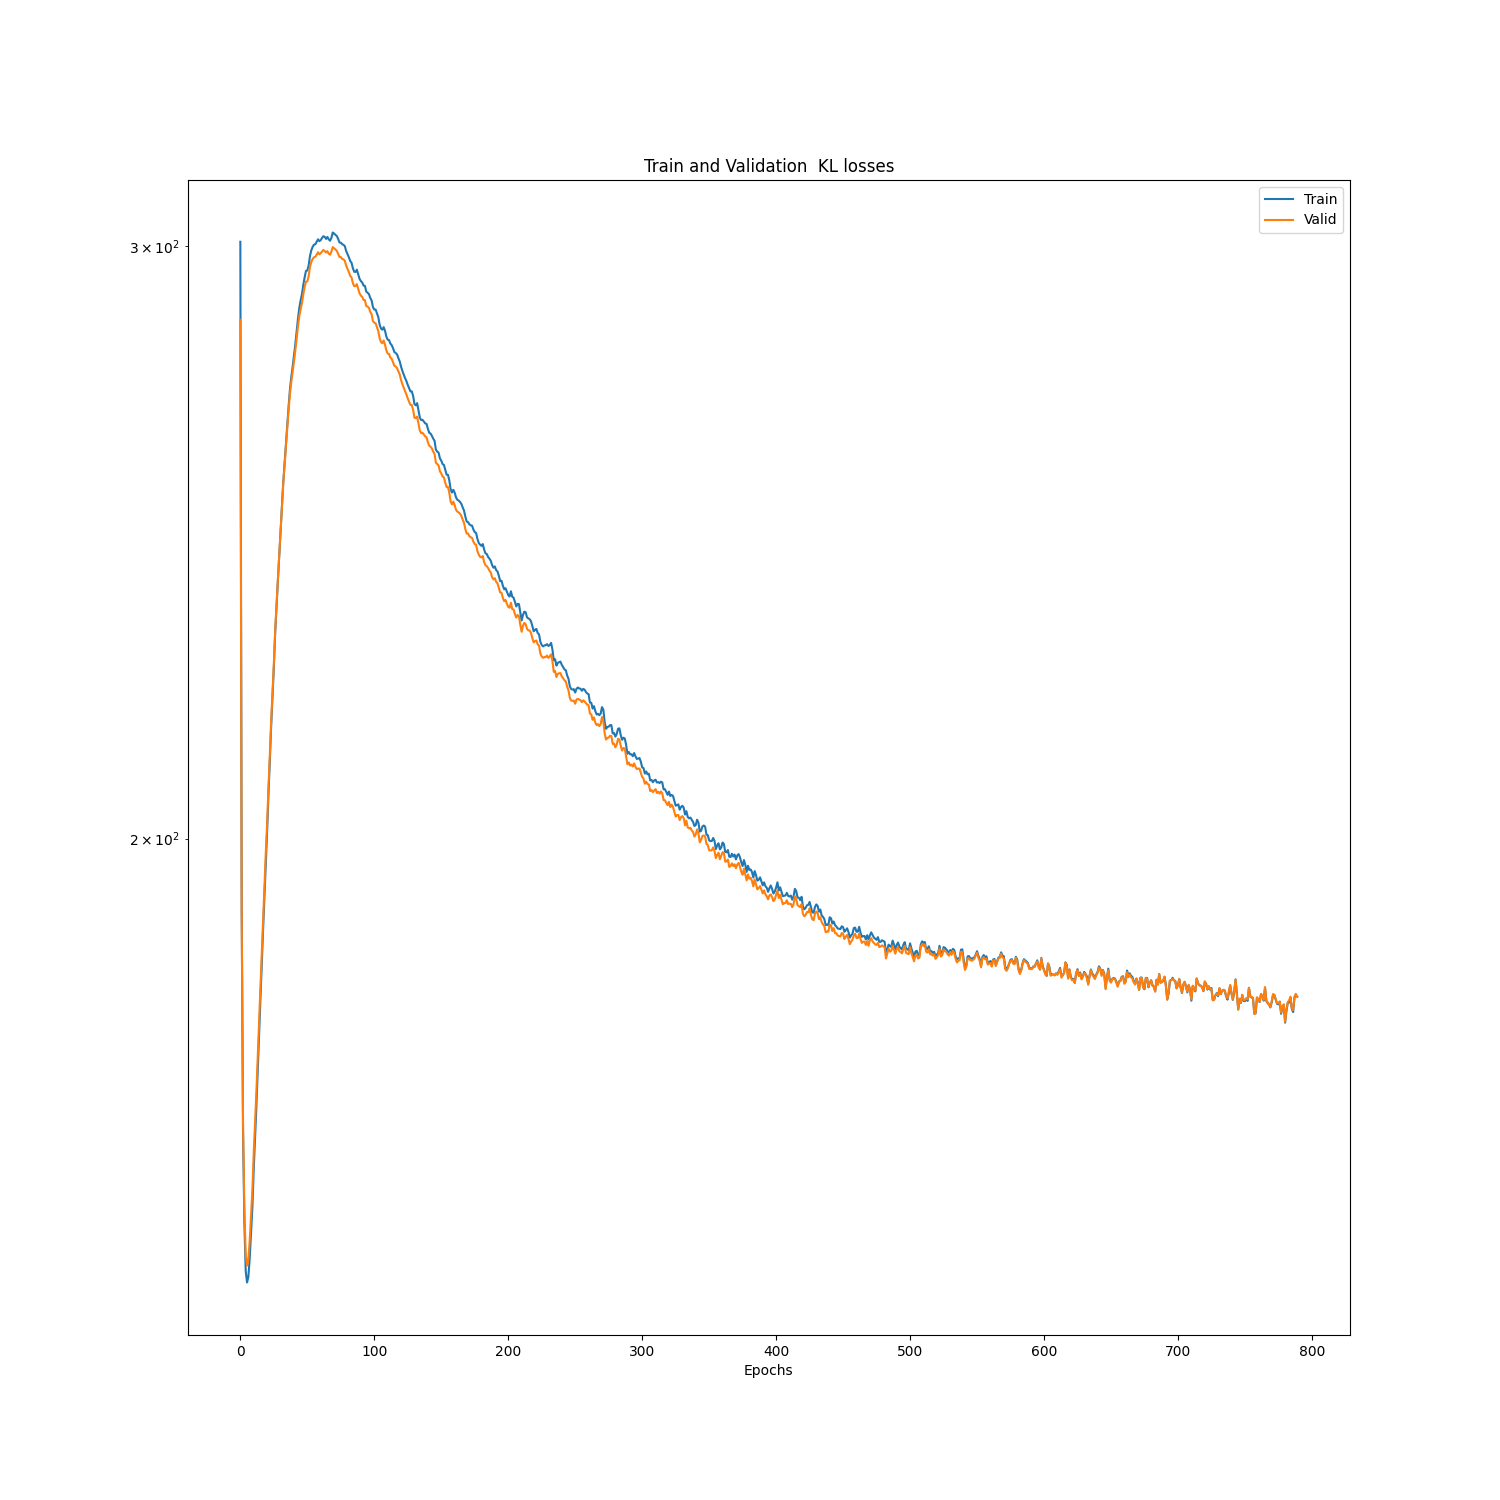 Train and Validation  KL losses
Train
Valid
3 × 10²
2 × 10²
0 100 200 300 400 500 600 700 800
Epochs